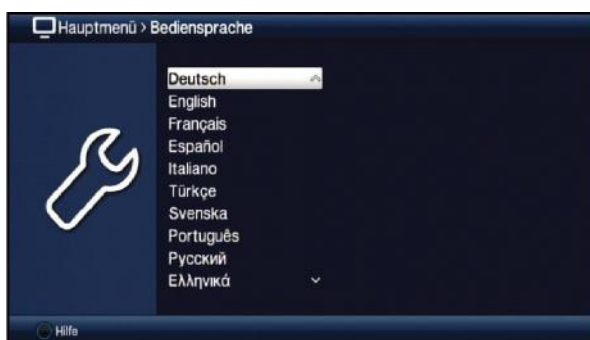 Hauptmenü > Bediensprache
Deutsch
English
Français
Español
Italiano
Türkçe
Svenska
Português
Русский
Ελληνικά
Hilfe